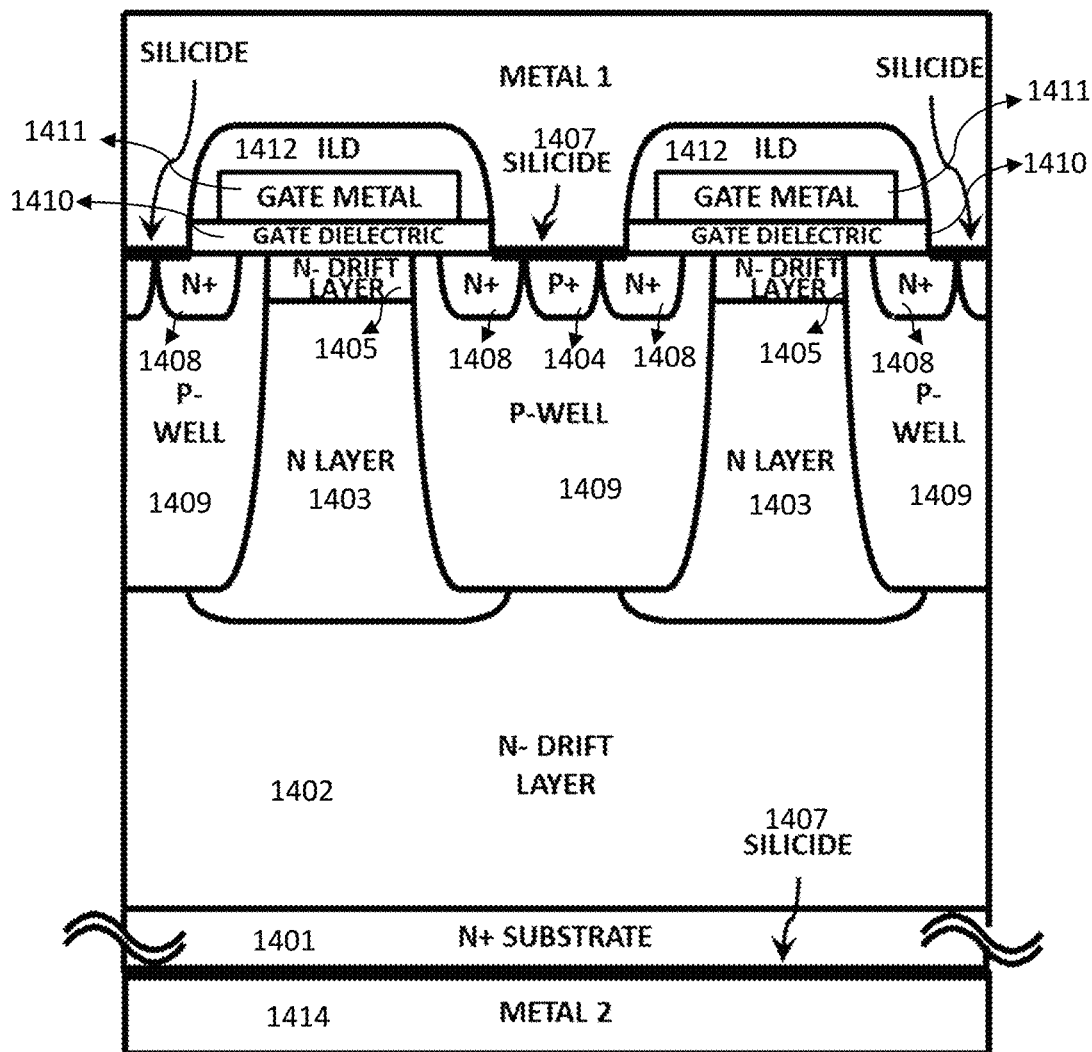 SILICIDE
METAL 1
SILICIDE
1411
1411
1412 ILD
1407
SILICIDE
1412 ILD
1410
GATE METAL
GATE METAL
1410
GATE DIELECTRIC
GATE DIELECTRIC
N+
N- DRIFT
LAYER
N+
P+
N+
N- DRIFT
LAYER
N+
1408
1405
1408
1404
1408
1405
1408
P-
WELL
P-WELL
P-
WELL
N LAYER
N LAYER
1409
1403
1409
1403
1409
N- DRIFT
LAYER
1402
1407
SILICIDE
1401
N+ SUBSTRATE
1414
METAL 2